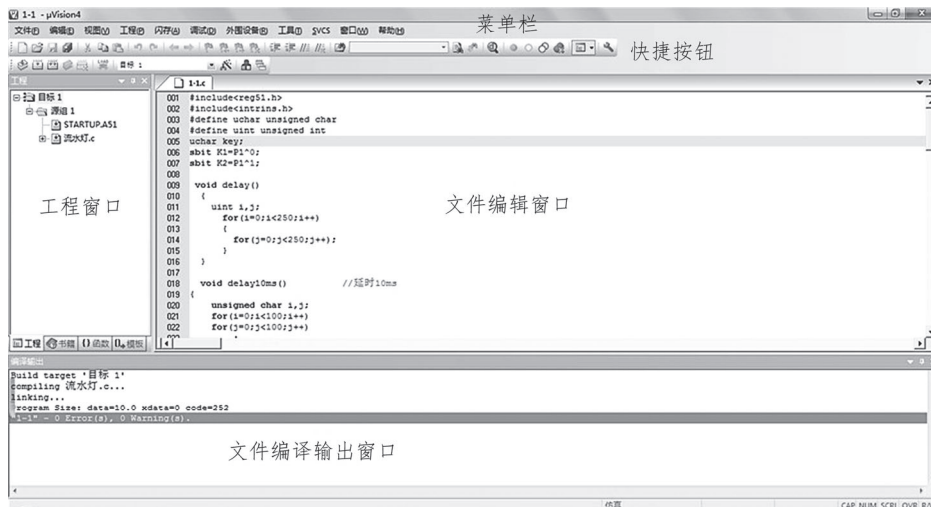 1-1 - μVision4
文件(F) 编辑(E) 视图(V) 工程(P) 闪存(A) 调试(D) 外围设备(R) 工具(T) SVCS 窗口(W) 帮助(H)
菜单栏
快捷按钮
目标 1
工程
1-1.c
目标 1
源组 1
STARTUP.A51
流水灯.c
工程窗口
001 #include<reg51.h>
002 #include<intrins.h>
003 #define uchar unsigned char
004 #define uint unsigned int
005 uchar key;
006 sbit K1=P1^0;
007 sbit K2=P1^1;
008
009 void delay()
010 {
011 uint i,j;
012 for(i=0;i<250;i++)
013 {
014 for(j=0;j<250;j++);
015 }
016 }
017
018 void delay10ms() //延时10ms
019 {
020 unsigned char i,j;
021 for(i=0;i<100;i++)
022 for(j=0;j<100;j++)
文件编辑窗口
工程 书籍 {} 函数 模板
编译输出
Build target '目标 1'
compiling 流水灯.c...
linking...
Program Size: data=10.0 xdata=0 code=252
"1-1" - 0 Error(s), 0 Warning(s).
文件编译输出窗口
仿真
CAP NUM SCRL OVR R/